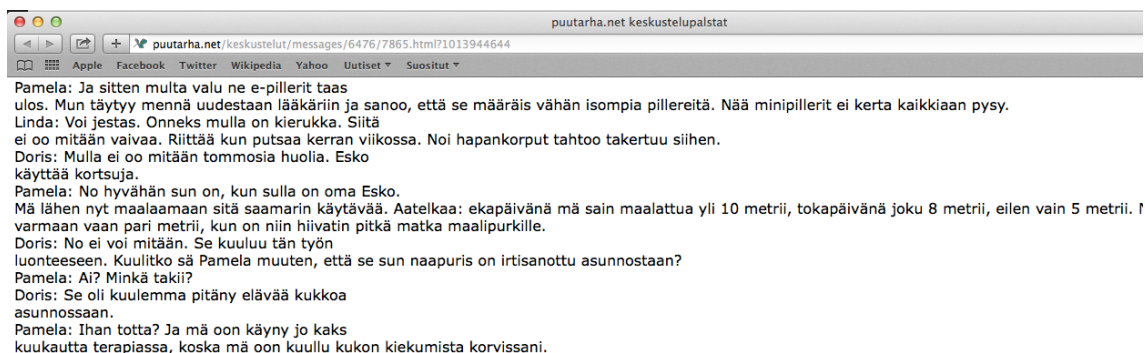 puutarha.net keskustelupalstat
puutarha.net/keskustelut/messages/6476/7865.html?1013944644
Apple Facebook Twitter Wikipedia Yahoo Uutiset Suositut
Pamela: Ja sitten multa valu ne e-pillerit taas
ulos. Mun täytyy mennä uudestaan lääkäriin ja sanoo, että se määräis vähän isompia pillereitä. Nää minipillerit ei kerta kaikkiaan pysy.
Linda: Voi jestas. Onneks mulla on kierukka. Siitä
ei oo mitään vaivaa. Riittää kun putsaa kerran viikossa. Noi hapankorput tahtoo takertuu siihen.
Doris: Mulla ei oo mitään tommosia huolia. Esko
käyttää kortsuja.
Pamela: No hyvähän sun on, kun sulla on oma Esko.
Mä lähen nyt maalaamaan sitä saamarin käytävää. Aatelkaa: ekapäivänä mä sain maalattua yli 10 metrii, tokapäivänä joku 8 metrii, eilen vain 5 metrii.
varmaan vaan pari metrii, kun on niin hiivatin pitkä matka maalipurkille.
Doris: No ei voi mitään. Se kuuluu tän työn
luonteeseen. Kuulitko sä Pamela muuten, että se sun naapuris on irtisanottu asunnostaan?
Pamela: Ai? Minkä takii?
Doris: Se oli kuulemma pitäny elävää kukkoa
asunnossaan.
Pamela: Ihan totta? Ja mä oon käyny jo kaks
kuukautta terapiassa, koska mä oon kuullu kukon kiekumista korvissani.